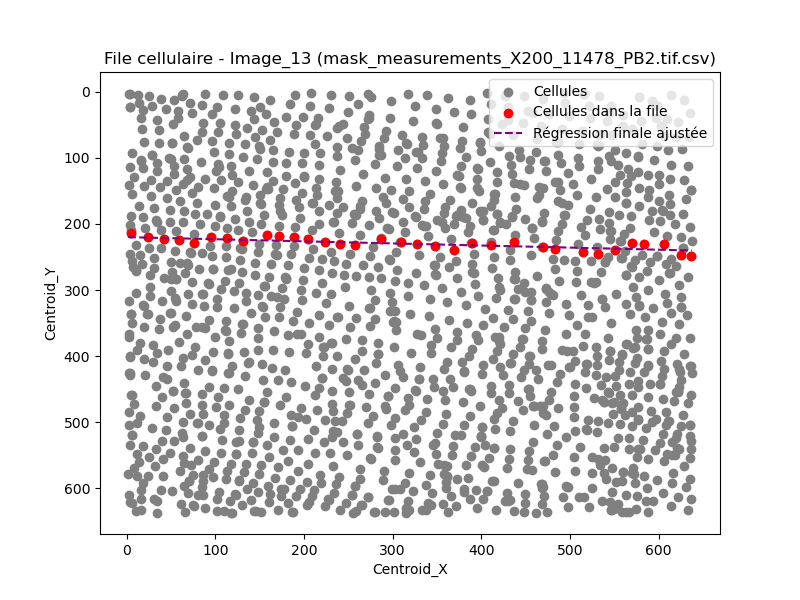 File cellulaire - Image_13 (mask_measurements_X200_11478_PB2.tif.csv)
Cellules
Cellules dans la file
Régression finale ajustée
Centroid_Y
0
100
200
300
400
500
600
0 100 200 300 400 500 600
Centroid_X